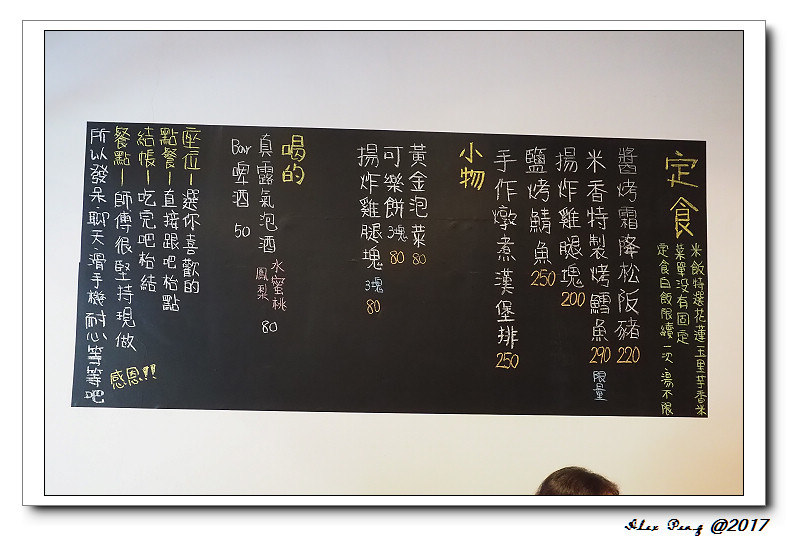 定食
米飯特選花蓮玉里芋香米
菜單沒有固定
定食白飯限續一次湯不限
醬烤霜降松阪豬 220
米香特製烤鱈魚 290 限量
揚炸雞腿塊 200
鹽烤鯖魚 250
手作燉煮漢堡排 250
小物
黃金泡菜 80
可樂餅 3塊 80
揚炸雞腿塊 3塊 80
喝的
真露氣泡酒 水蜜桃 鳳梨 80
Bar啤酒 50
座位－選你喜歡的
點餐－直接跟吧枱點
結帳－吃完吧枱結
餐點－師傅很堅持現做
所以發呆．聊天．滑手機 耐心等等吧
感恩!!
Alex Peng @2017